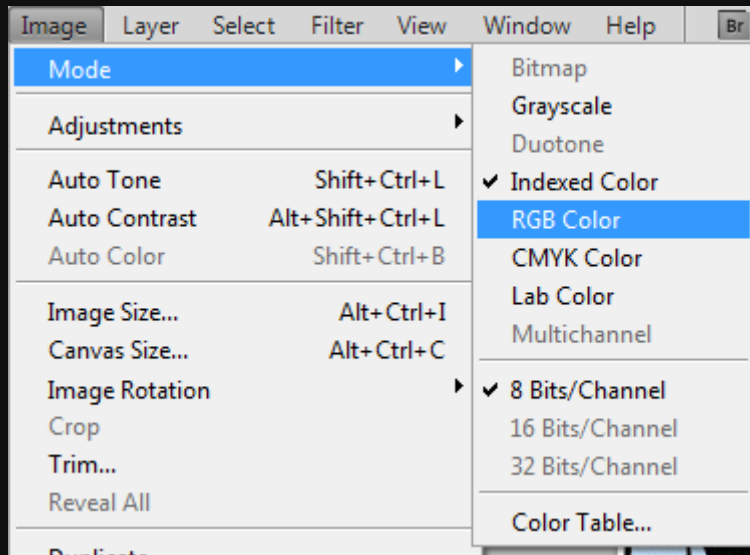 Image Layer Select Filter View Window Help Br
Mode
Adjustments
Auto Tone Shift+Ctrl+L
Auto Contrast Alt+Shift+Ctrl+L
Auto Color Shift+Ctrl+B
Image Size... Alt+Ctrl+I
Canvas Size... Alt+Ctrl+C
Image Rotation
Crop
Trim...
Reveal All
Bitmap
Grayscale
Duotone
Indexed Color
RGB Color
CMYK Color
Lab Color
Multichannel
8 Bits/Channel
16 Bits/Channel
32 Bits/Channel
Color Table...